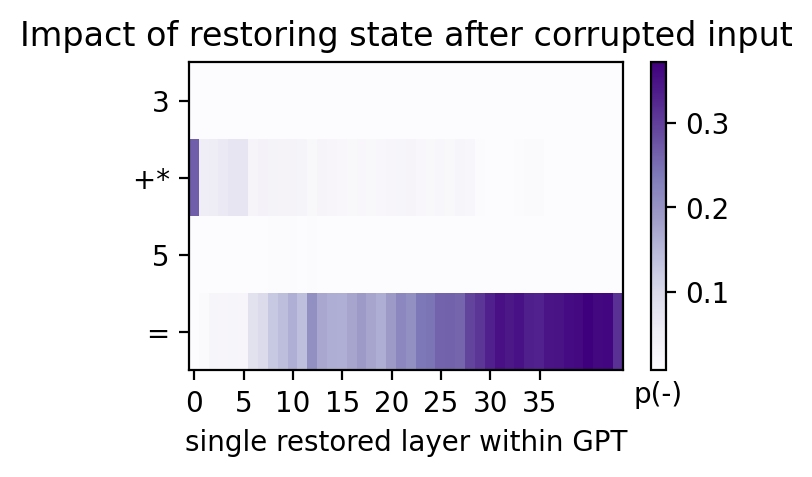 Impact of restoring state after corrupted input
3
+*
5
=
0 5 10 15 20 25 30 35
single restored layer within GPT
0.3
0.2
0.1
p(-)